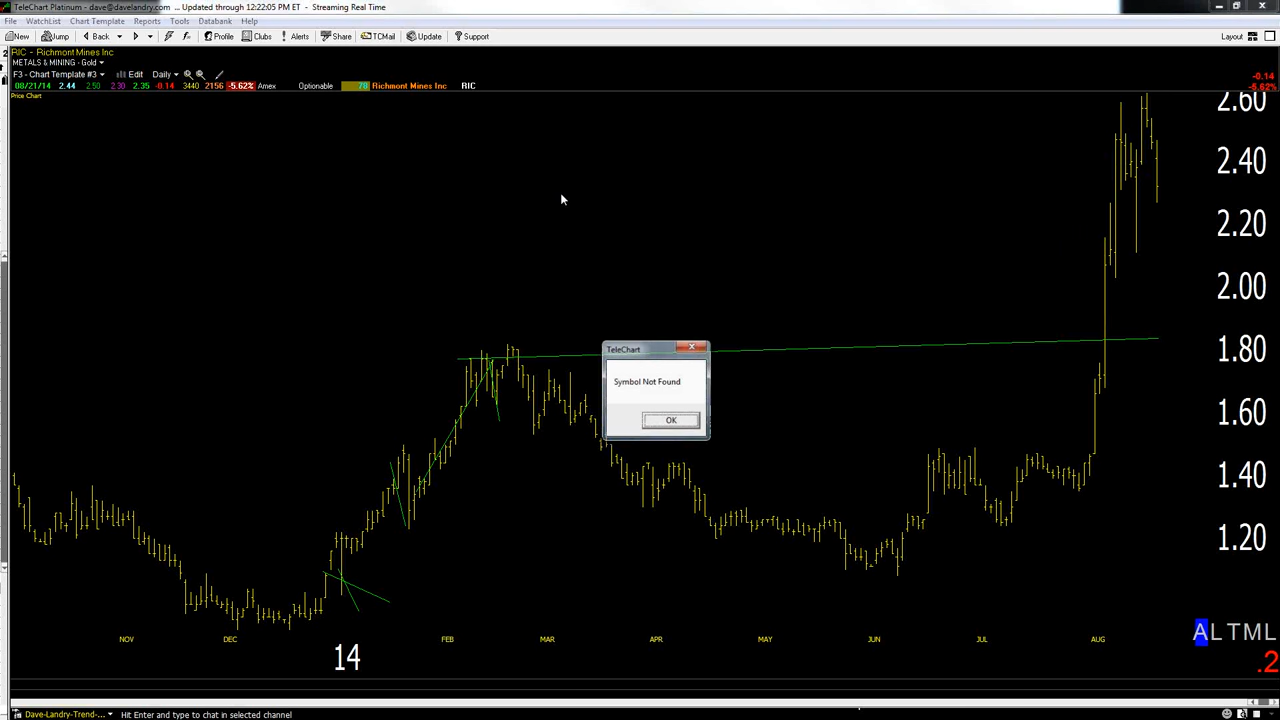 TeleChart Platinum - dave@davelandry.com ... Updated through 12:22:05 PM ET - Streaming Real Time
File WatchList Chart Template Reports Tools Databank Help
New Jump Back Profile Clubs Alerts Share TCMail Update Support Layout
RIC - Richmont Mines Inc
METALS & MINING - Gold
F3 - Chart Template #3 Edit Daily
-0.14
08/21/14 2.44 2.50 2.30 2.35 -0.14 3440 2156 -5.62% Amex Optionable 78 Richmont Mines Inc RIC
-5.62%
Price Chart
2.60
2.40
2.20
2.00
1.80
1.60
1.40
1.20
TeleChart
Symbol Not Found
OK
ALTML
NOV DEC FEB MAR APR MAY JUN JUL AUG
14
.2
Dave-Landry-Trend-... Hit Enter and type to chat in selected channel